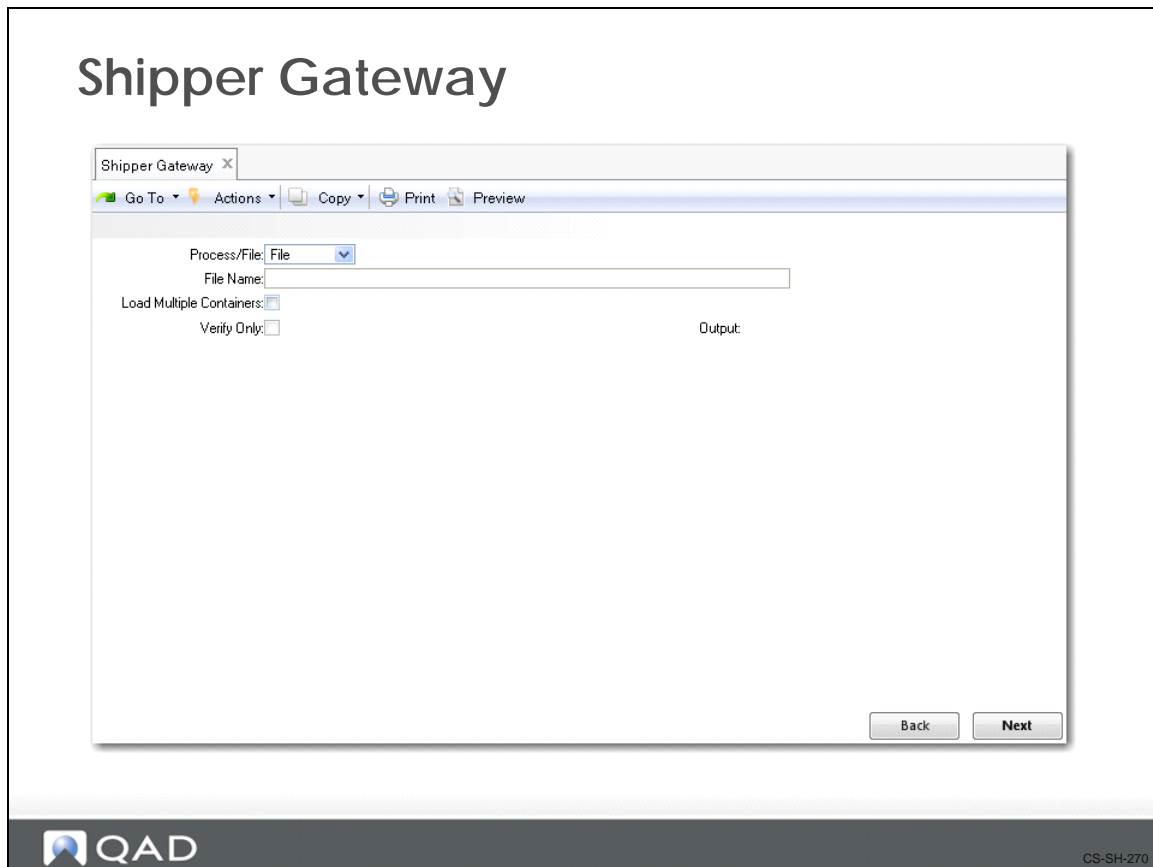 Shipper Gateway
Shipper Gateway X
Go To Actions Copy Print Preview
Process/File: File
File Name:
Load Multiple Containers:
Verify Only: Output:
Back Next
QAD
CS-SH-270